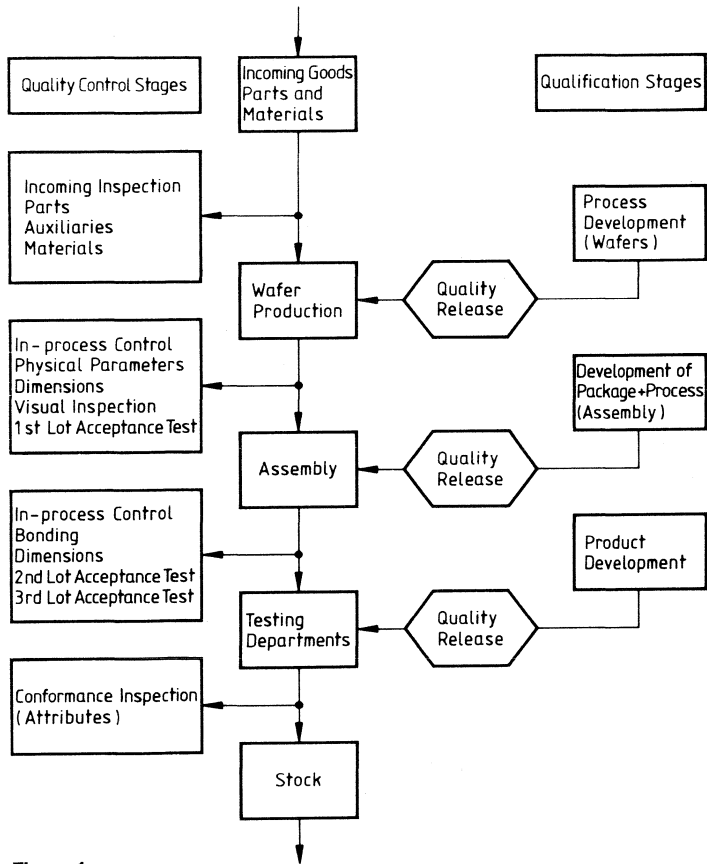 Quality Control Stages
Incoming Goods
Parts and
Materials
Qualification Stages
Incoming Inspection
Parts
Auxiliaries
Materials
Process
Development
( Wafers )
Wafer
Production
Quality
Release
In-process Control
Physical Parameters
Dimensions
Visual Inspection
1st Lot Acceptance Test
Development of
Package+Process
(Assembly)
Assembly
Quality
Release
In-process Control
Bonding
Dimensions
2nd Lot Acceptance Test
3rd Lot Acceptance Test
Product
Development
Testing
Departments
Quality
Release
Conformance Inspection
( Attributes )
Stock